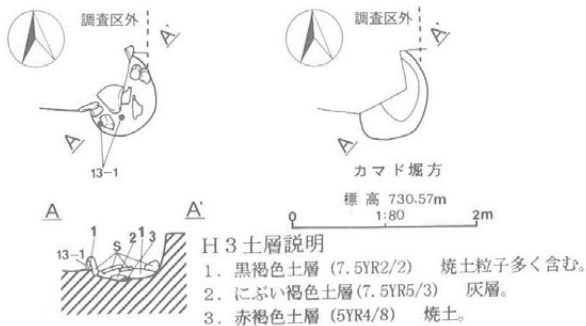 調査区外
A'
A
13-1
調査区外
A'
A
カマド堀方
標高 730.57m
0 1:80 2m
A A'
13-1 1 S 2 1 3
H3土層説明
1. 黒褐色土層 (7.5YR2/2) 焼土粒子多く含む。
2. にぶい褐色土層 (7.5YR5/3) 灰層。
3. 赤褐色土層 (5YR4/8) 焼土。